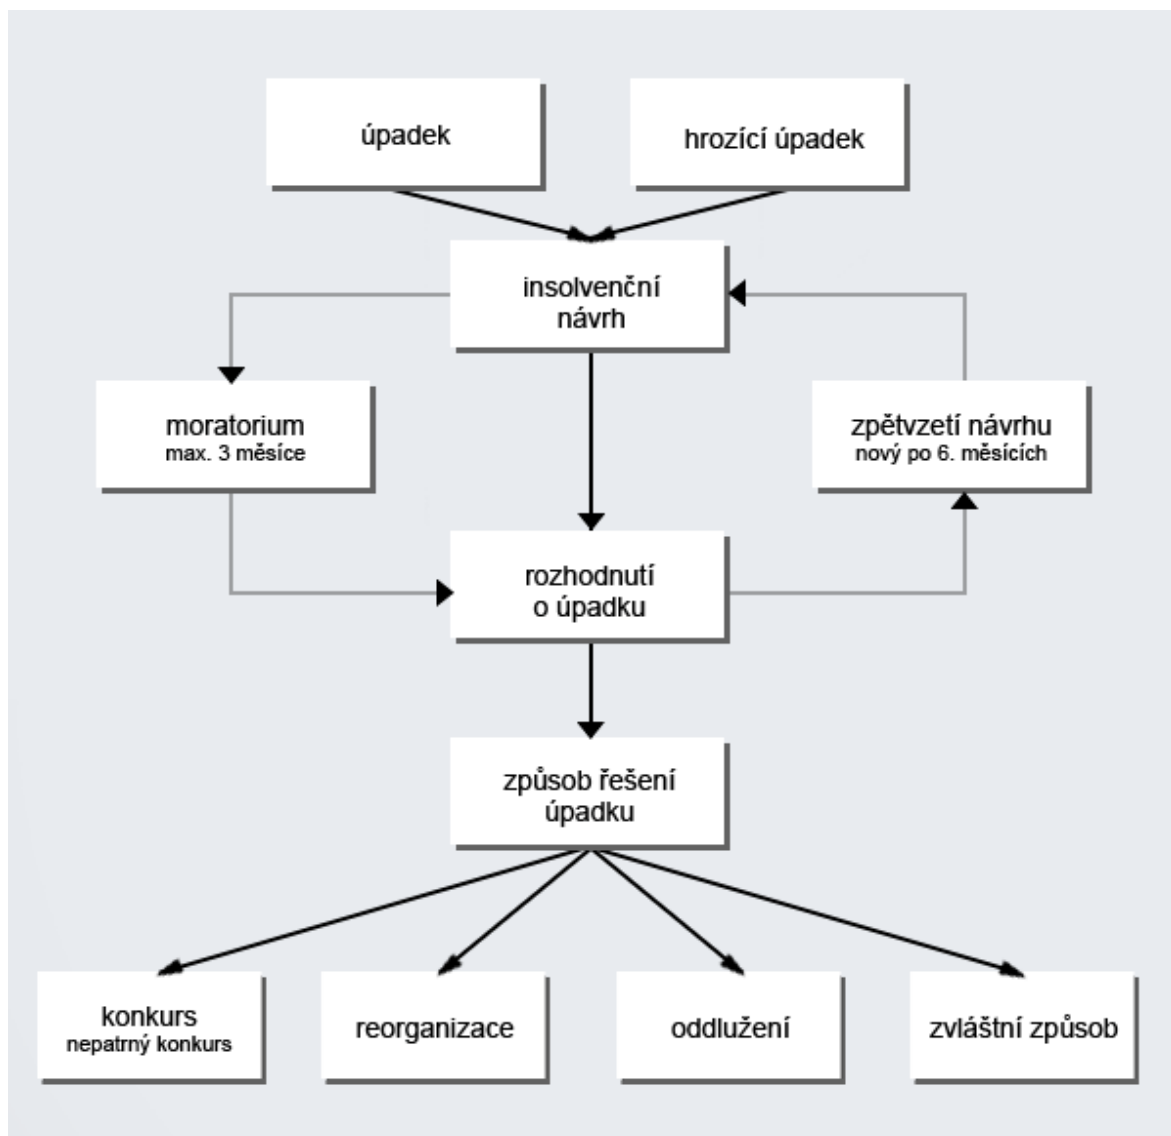 úpadek
hrozící úpadek
insolvenční
návrh
moratorium
max. 3 měsíce
zpětvzetí návrhu
nový po 6. měsících
rozhodnutí
o úpadku
způsob řešení
úpadku
konkurs
nepatrný konkurs
reorganizace
oddlužení
zvláštní způsob